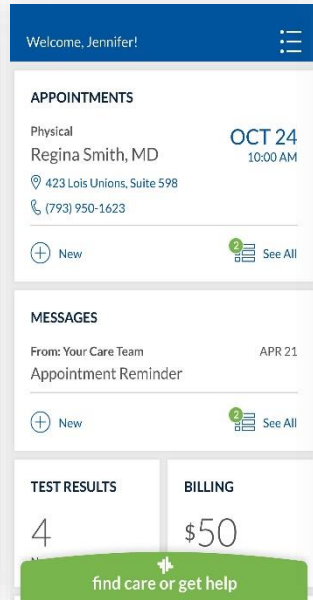 Welcome, Jennifer!
APPOINTMENTS
Physical
Regina Smith, MD
OCT 24
10:00 AM
423 Lois Unions, Suite 598
(793) 950-1623
New
2
See All
MESSAGES
From: Your Care Team
APR 21
Appointment Reminder
New
2
See All
TEST RESULTS
BILLING
4
$50
find care or get help